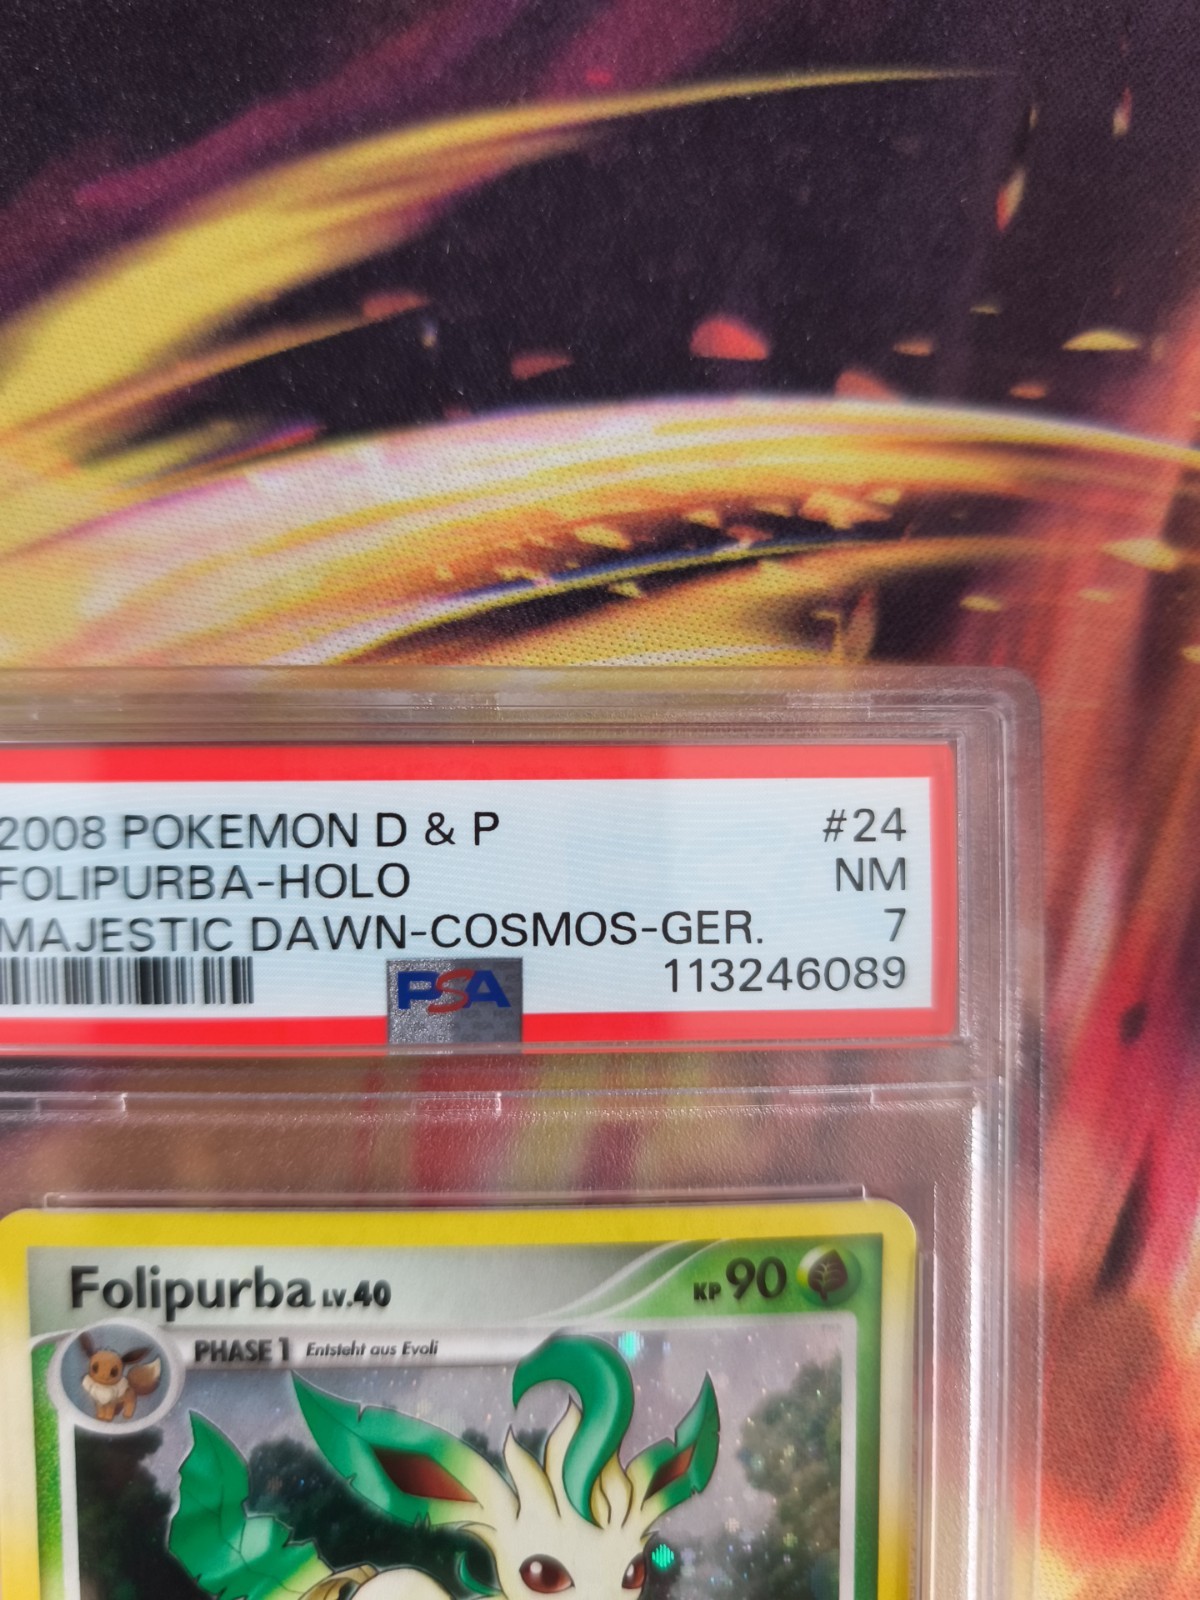 2008 POKEMON D & P #24
FOLIPURBA-HOLO NM
MAJESTIC DAWN-COSMOS-GER. 7
PSA 113246089
Folipurba LV.40 KP 90
PHASE 1 Entsteht aus Evoli